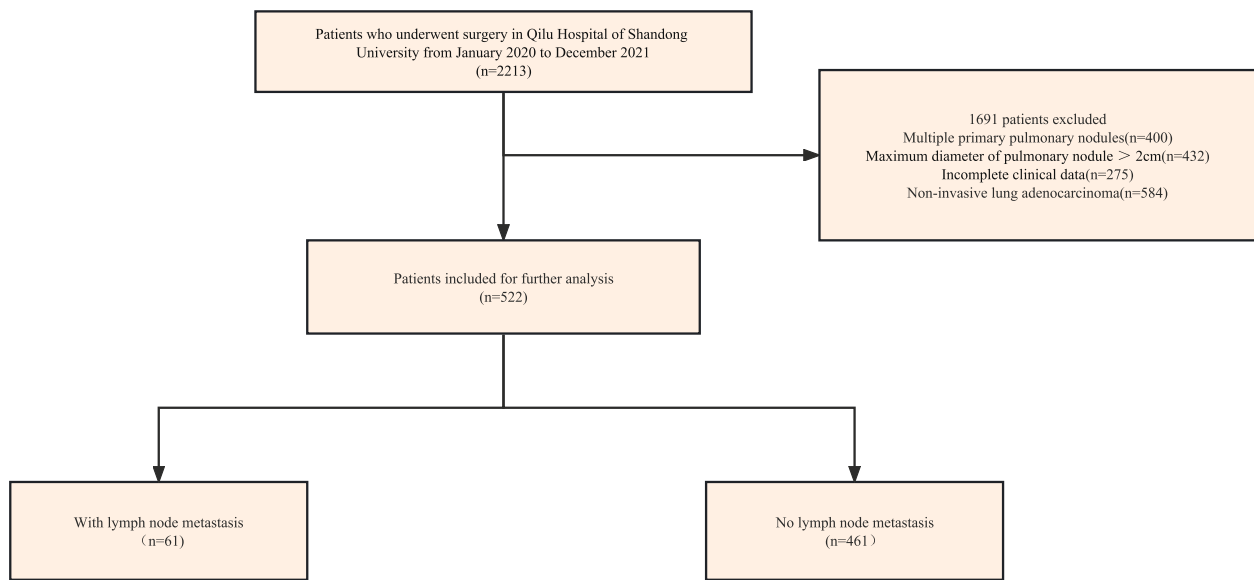 Patients who underwent surgery in Qilu Hospital of Shandong
University from January 2020 to December 2021
(n=2213)
1691 patients excluded
Multiple primary pulmonary nodules(n=400)
Maximum diameter of pulmonary nodule > 2cm(n=432)
Incomplete clinical data(n=275)
Non-invasive lung adenocarcinoma(n=584)
Patients included for further analysis
(n=522)
With lymph node metastasis
（n=61)
No lymph node metastasis
(n=461）